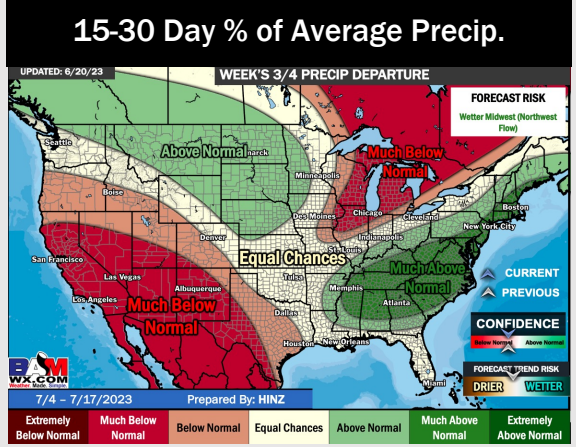 15-30 Day % of Average Precip.
UPDATED: 6/20/23
WEEK'S 3/4 PRECIP DEPARTURE
FORECAST RISK
Wetter Midwest (Northwest
Flow)
Seattle
Above Normal
marck
Much Below
Normal
Minneapolis
Boise
Boston
Des Moines
Chicago
Cleveland
New York City
Denver
Indianapolis
St. Louis
San Francisco
Equal Chances
Much Above
Normal
CURRENT
PREVIOUS
Las Vegas
Tulsa
Memphis
Albuquerque
Los Angeles
Much Below
Normal
Atlanta
Dallas
CONFIDENCE
Below Normal
Above Normal
Houston
New Orleans
BAM
WX.COM
Weather. Made. Simple.
FORECAST TREND RISK
DRIER
WETTER
Miami
7/4 – 7/17/2023
Prepared By: HINZ
Extremely
Below Normal
Much Below
Normal
Below Normal
Equal Chances
Above Normal
Much Above
Normal
Extremely
Above Normal